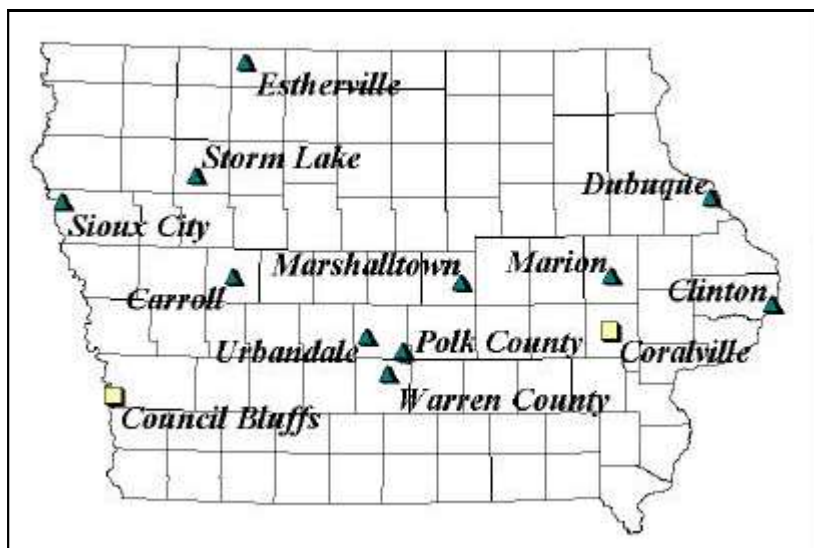 Estherville
Storm Lake
Dubuque
Sioux City
Marshalltown
Marion
Carroll
Clinton
Urbandale
Polk County
Coralville
Warren County
Council Bluffs